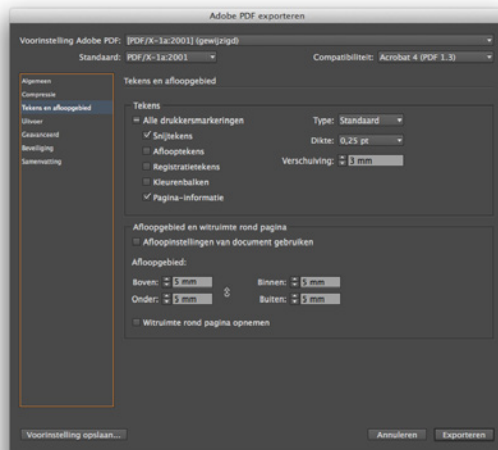 Adobe PDF exporteren
Voorinstelling Adobe PDF: [PDF/X-1a:2001] (gewijzigd)
Standaard: PDF/X-1a:2001 Compatibiliteit: Acrobat 4 (PDF 1.3)
Algemeen
Compressie
Tekens en afloopgebied
Uitvoer
Geavanceerd
Beveiliging
Samenvatting
Tekens en afloopgebied
Tekens
Alle drukkersmarkeringen Type: Standaard
Snijtekens Dikte: 0,25 pt
Aflooptekens Verschuiving: 3 mm
Registratietekens
Kleurenbalken
Pagina-informatie
Afloopgebied en witruimte rond pagina
Afloopinstellingen van document gebruiken
Afloopgebied:
Boven: 5 mm Binnen: 5 mm
Onder: 5 mm Buiten: 5 mm
Witruimte rond pagina opnemen
Voorinstelling opslaan... Annuleren Exporteren